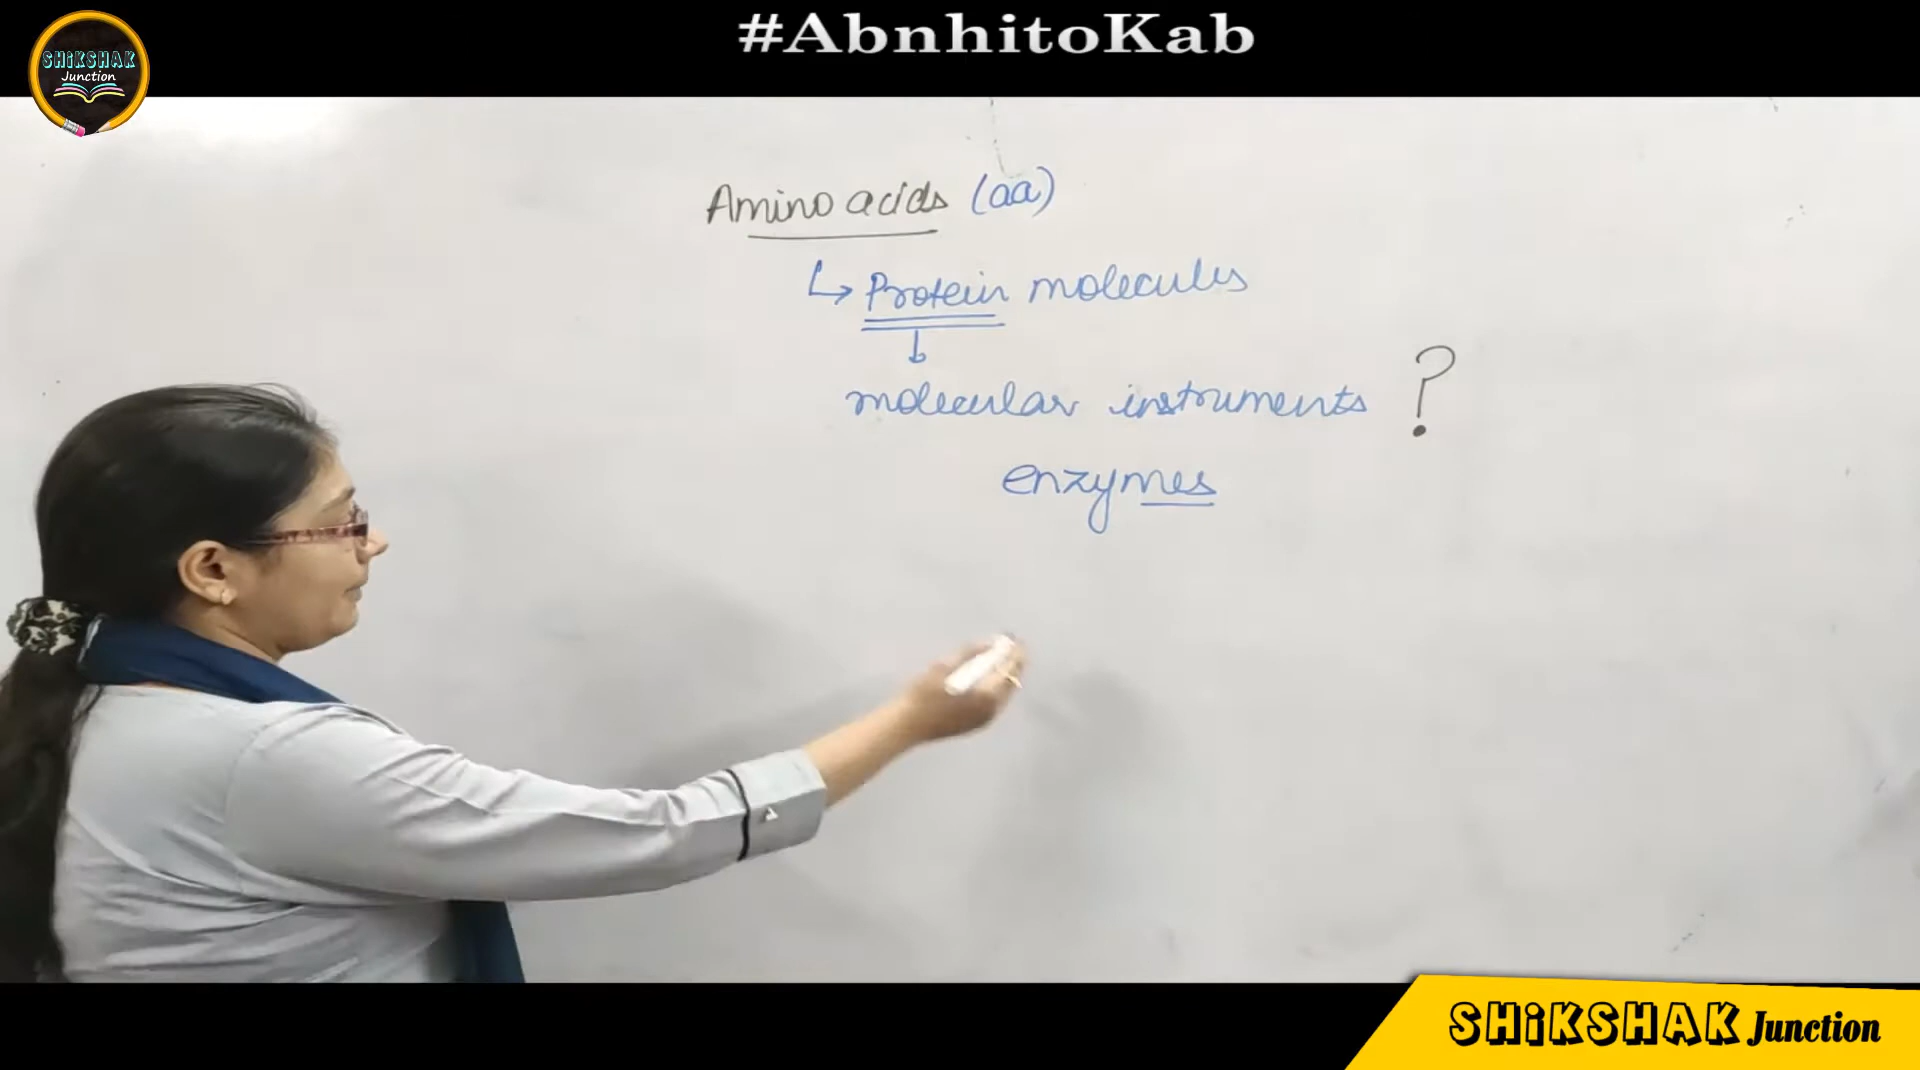 #AbnhitoKab
SHiKSHAK
Junction
Amino acids (aa)
↳ Protein molecules
↓
molecular instruments ?
enzymes
SHiKSHAK Junction